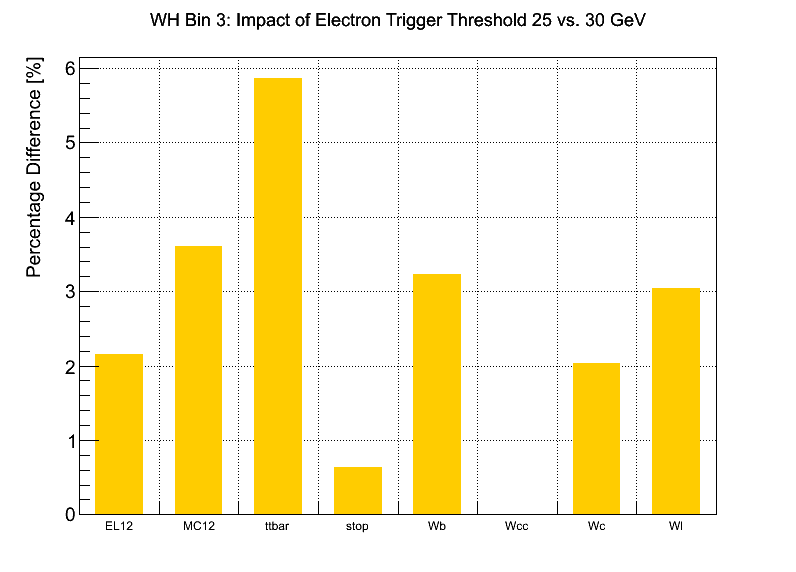 WH Bin 3: Impact of Electron Trigger Threshold 25 vs. 30 GeV
Percentage Difference [%]
6
5
4
3
2
1
0
EL12 MC12 ttbar stop Wb Wcc Wc Wl